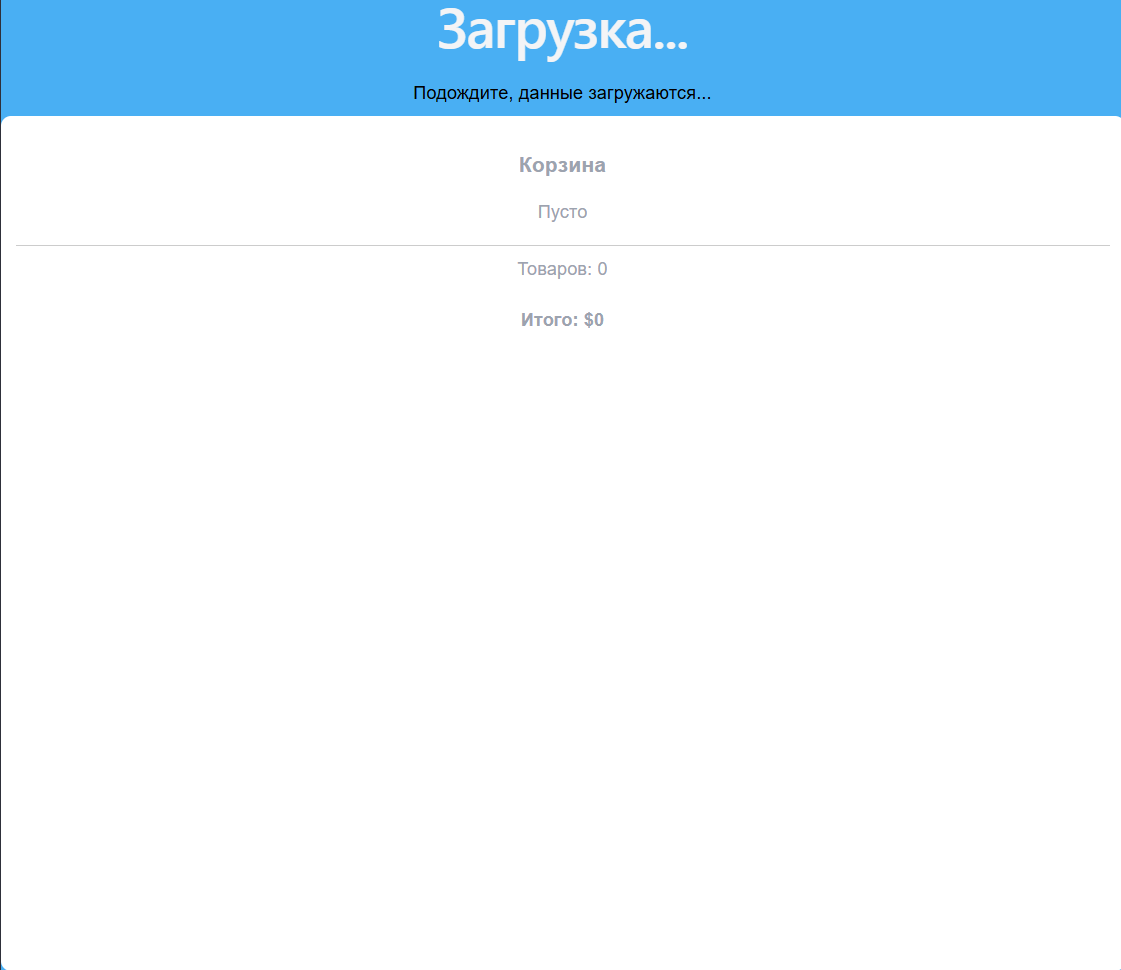 Загрузка...
Подождите, данные загружаются...
Корзина
Пусто
Товаров: 0
Итого: $0